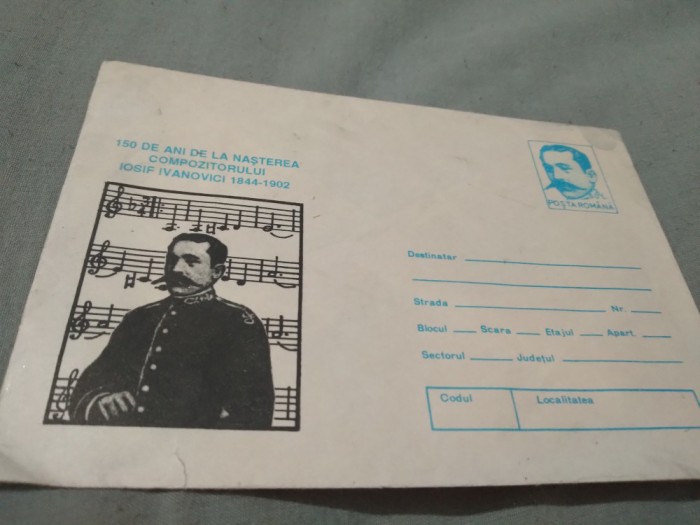 150 DE ANI DE LA NAȘTEREA
COMPOZITORULUI
IOSIF IVANOVICI 1844-1902
POȘTA ROMÂNĂ
Destinatar
Strada Nr.
Blocul Scara Etajul Apart.
Sectorul Județul
Codul Localitatea